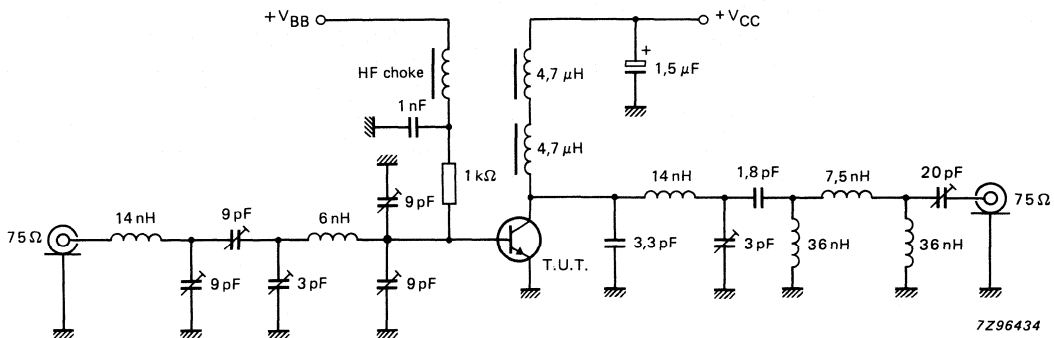 +VBB
+VCC
HF choke
4,7 µH
+
1,5 µF
1 nF
4,7 µH
1 kΩ
9 pF
14 nH
1,8 pF
7,5 nH
20 pF
75 Ω
14 nH
9 pF
6 nH
75 Ω
9 pF
3 pF
9 pF
T.U.T.
3,3 pF
3 pF
36 nH
36 nH
7Z96434